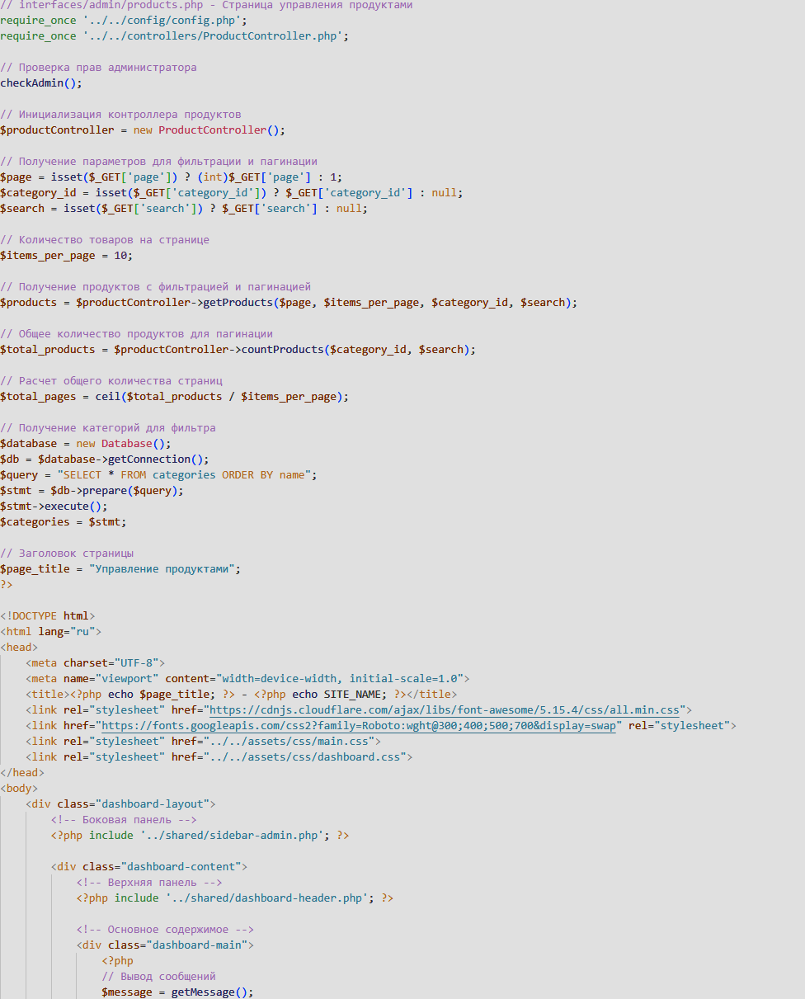 // interfaces/admin/products.php - Страница управления продуктами
require_once '../../config/config.php';
require_once '../../controllers/ProductController.php';

// Проверка прав администратора
checkAdmin();

// Инициализация контроллера продуктов
$productController = new ProductController();

// Получение параметров для фильтрации и пагинации
$page = isset($_GET['page']) ? (int)$_GET['page'] : 1;
$category_id = isset($_GET['category_id']) ? $_GET['category_id'] : null;
$search = isset($_GET['search']) ? $_GET['search'] : null;

// Количество товаров на странице
$items_per_page = 10;

// Получение продуктов с фильтрацией и пагинацией
$products = $productController->getProducts($page, $items_per_page, $category_id, $search);

// Общее количество продуктов для пагинации
$total_products = $productController->countProducts($category_id, $search);

// Расчет общего количества страниц
$total_pages = ceil($total_products / $items_per_page);

// Получение категорий для фильтра
$database = new Database();
$db = $database->getConnection();
$query = "SELECT * FROM categories ORDER BY name";
$stmt = $db->prepare($query);
$stmt->execute();
$categories = $stmt;

// Заголовок страницы
$page_title = "Управление продуктами";
?>

<!DOCTYPE html>
<html lang="ru">
<head>
    <meta charset="UTF-8">
    <meta name="viewport" content="width=device-width, initial-scale=1.0">
    <title><?php echo $page_title; ?> - <?php echo SITE_NAME; ?></title>
    <link rel="stylesheet" href="https://cdnjs.cloudflare.com/ajax/libs/font-awesome/5.15.4/css/all.min.css">
    <link href="https://fonts.googleapis.com/css2?family=Roboto:wght@300;400;500;700&display=swap" rel="stylesheet">
    <link rel="stylesheet" href="../../assets/css/main.css">
    <link rel="stylesheet" href="../../assets/css/dashboard.css">
</head>
<body>
    <div class="dashboard-layout">
        <!-- Боковая панель -->
        <?php include '../shared/sidebar-admin.php'; ?>

        <div class="dashboard-content">
            <!-- Верхняя панель -->
            <?php include '../shared/dashboard-header.php'; ?>

            <!-- Основное содержимое -->
            <div class="dashboard-main">
                <?php
                // Вывод сообщений
                $message = getMessage();